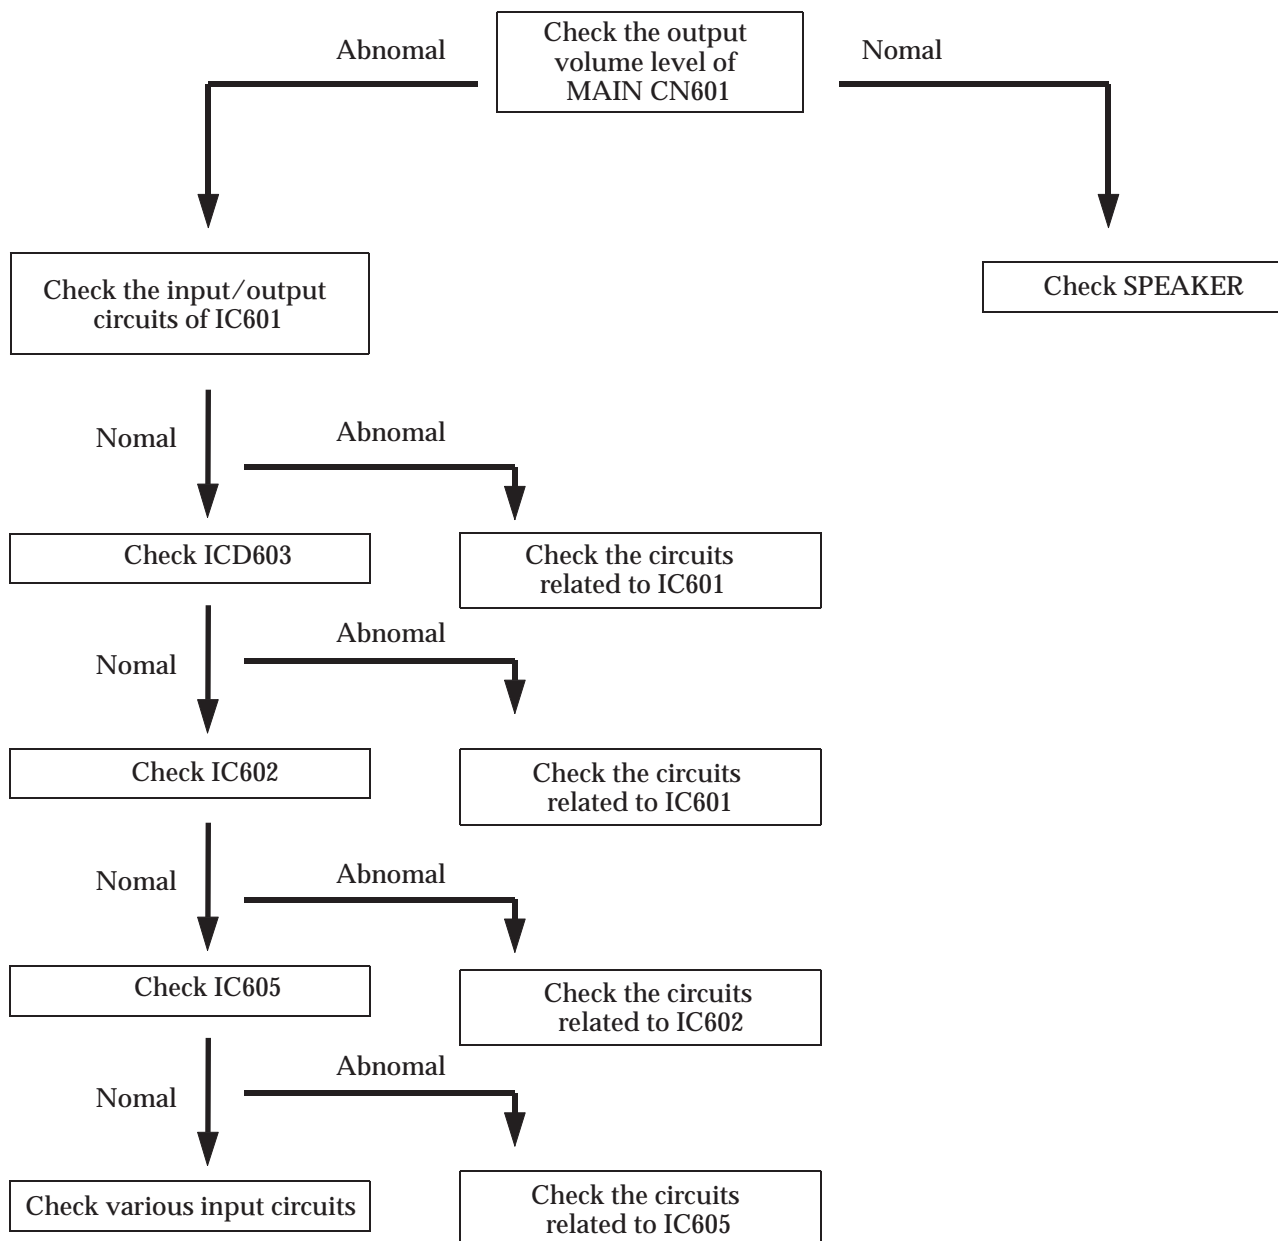 Abnomal
Check the output
volume level of
MAIN CN601
Nomal
Check the input/output
circuits of IC601
Check SPEAKER
Nomal
Abnomal
Check ICD603
Check the circuits
related to IC601
Nomal
Abnomal
Check IC602
Check the circuits
related to IC601
Nomal
Abnomal
Check IC605
Check the circuits
related to IC602
Nomal
Abnomal
Check various input circuits
Check the circuits
related to IC605